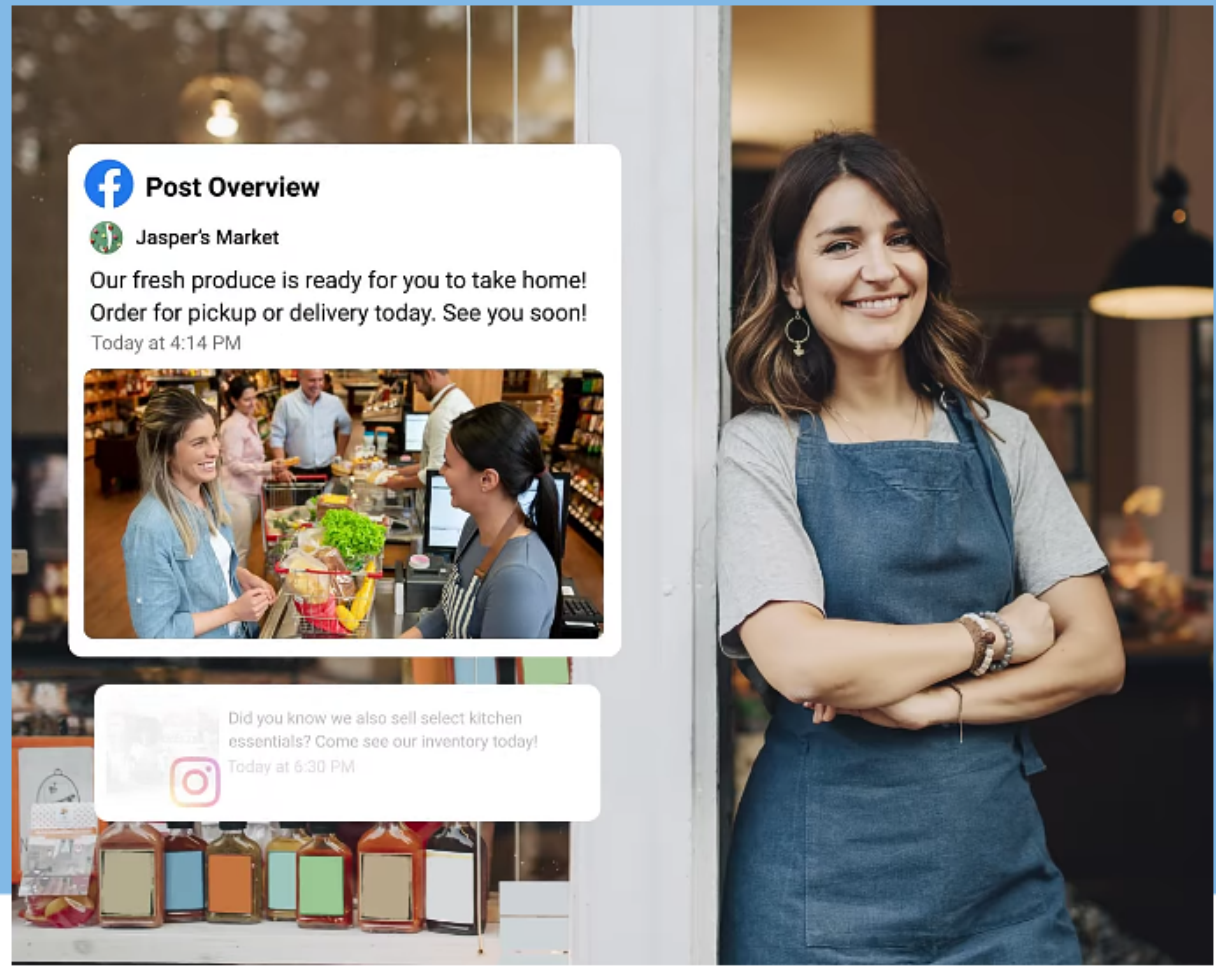 Post Overview
Jasper's Market
Our fresh produce is ready for you to take home!
Order for pickup or delivery today. See you soon!
Today at 4:14 PM
Did you know we also sell select kitchen
essentials? Come see our inventory today!
Today at 6:30 PM